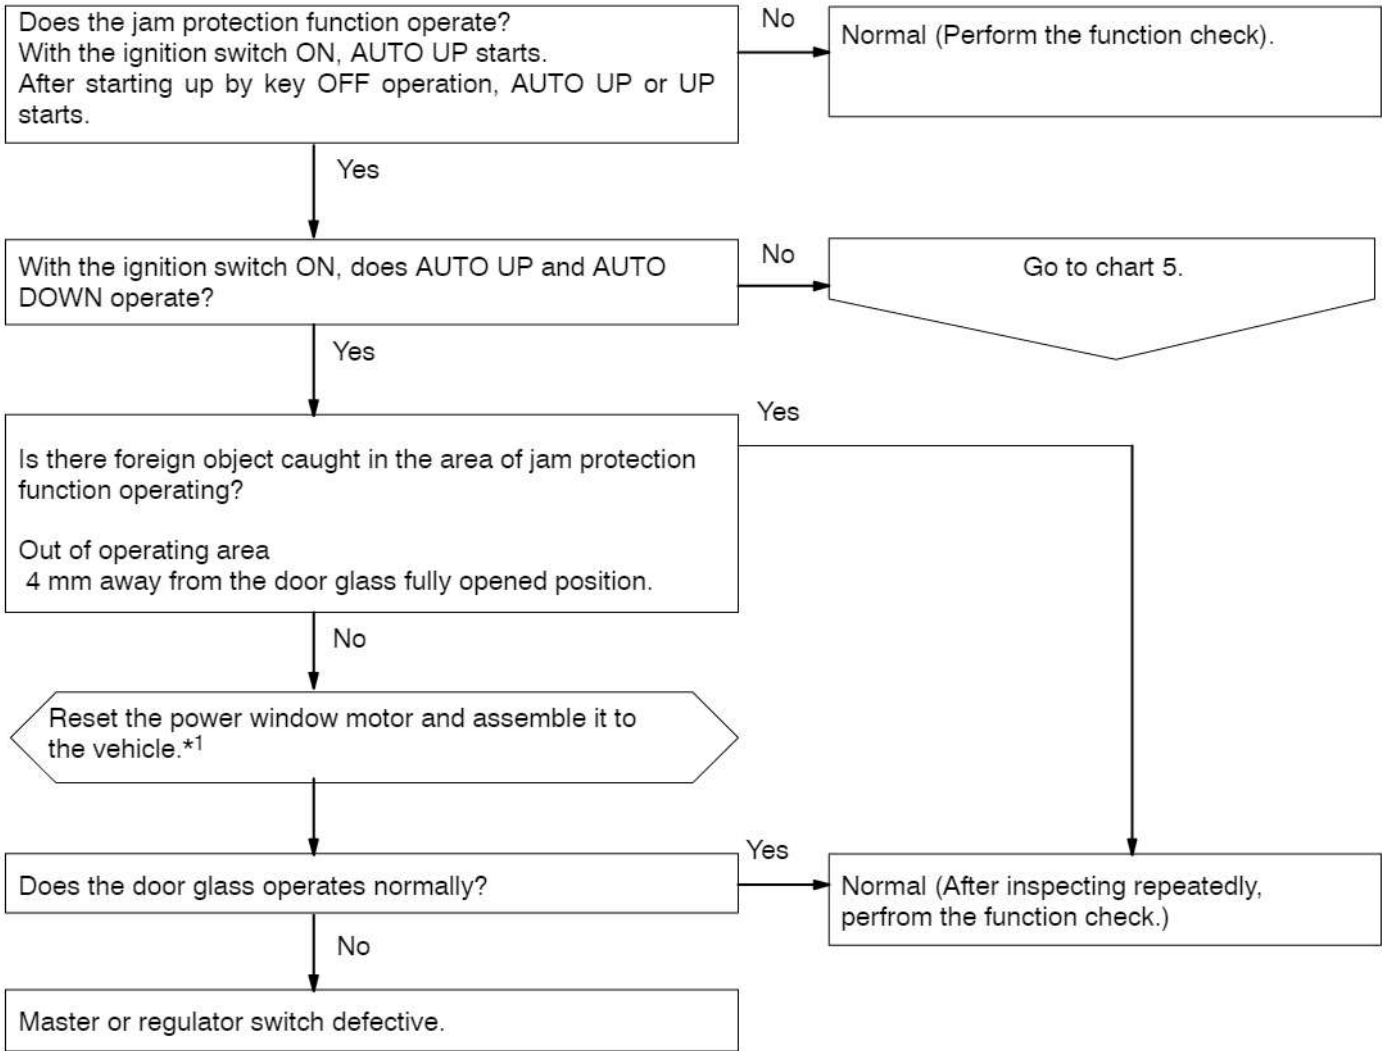 Does the jam protection function operate?
With the ignition switch ON, AUTO UP starts.
After starting up by key OFF operation, AUTO UP or UP
starts.
No
Normal (Perform the function check).
Yes
With the ignition switch ON, does AUTO UP and AUTO
DOWN operate?
No
Go to chart 5.
Yes
Is there foreign object caught in the area of jam protection
function operating?
Out of operating area
4 mm away from the door glass fully opened position.
Yes
No
Reset the power window motor and assemble it to
the vehicle.*1
Does the door glass operates normally?
Yes
Normal (After inspecting repeatedly,
perfrom the function check.)
No
Master or regulator switch defective.